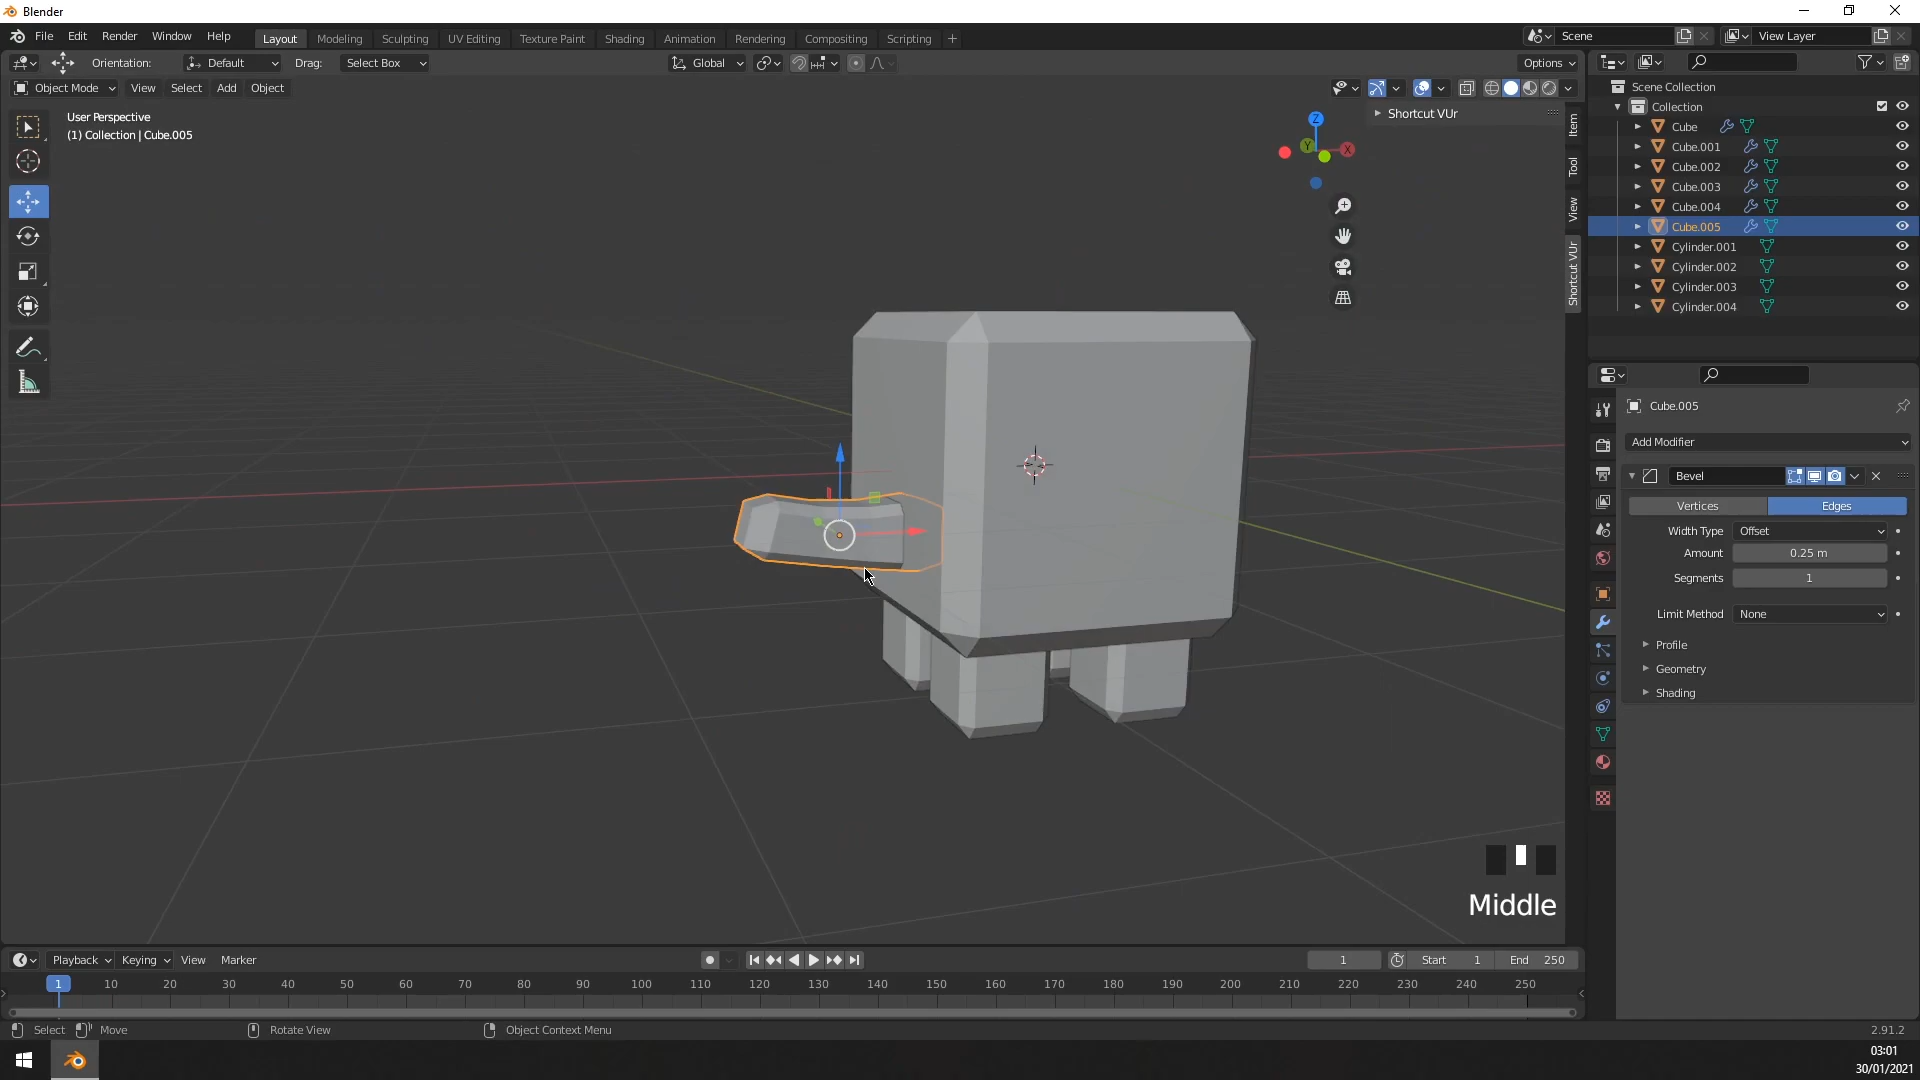 Blender
File Edit Render Window Help
Layout Modeling Sculpting UV Editing Texture Paint Shading Animation Rendering Compositing Scripting +
Scene
View Layer
Orientation: Default Drag: Select Box
Global
Options
Object Mode View Select Add Object
User Perspective
(1) Collection | Cube.005
Shortcut VUr
Z
Y
X
Item
Tool
View
Shortcut VUr
Scene Collection
Collection
Cube
Cube.001
Cube.002
Cube.003
Cube.004
Cube.005
Cylinder.001
Cylinder.002
Cylinder.003
Cylinder.004
Cube.005
Add Modifier
Bevel
Vertices Edges
Width Type Offset
Amount 0.25 m
Segments 1
Limit Method None
Profile
Geometry
Shading
Middle
Playback Keying View Marker
1 Start 1 End 250
1 10 20 30 40 50 60 70 80 90 100 110 120 130 140 150 160 170 180 190 200 210 220 230 240 250
Select Move Rotate View Object Context Menu
2.91.2
03:01
30/01/2021